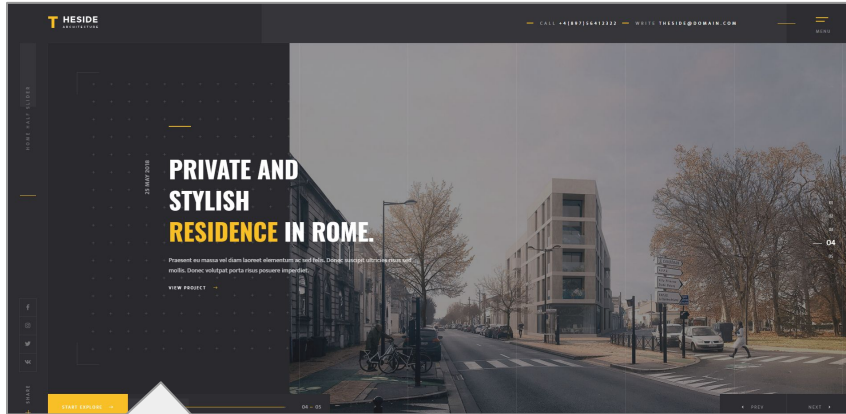 T HESIDE
ARCHITECTURE
CALL +4(897)56412322
WRITE THESIDE@DOMAIN.COM
MENU
HOME HALF SLIDER
25 MAY 2018
PRIVATE AND
STYLISH
RESIDENCE IN ROME.
Praesent eu massa vel diam laoreet elementum ac sed felis. Donec suscipit ultricies risus sed
mollis. Donec volutpat porta risus posuere imperdiet.
VIEW PROJECT
04
SHARE
START EXPLORE
04 – 05
PREV
NEXT